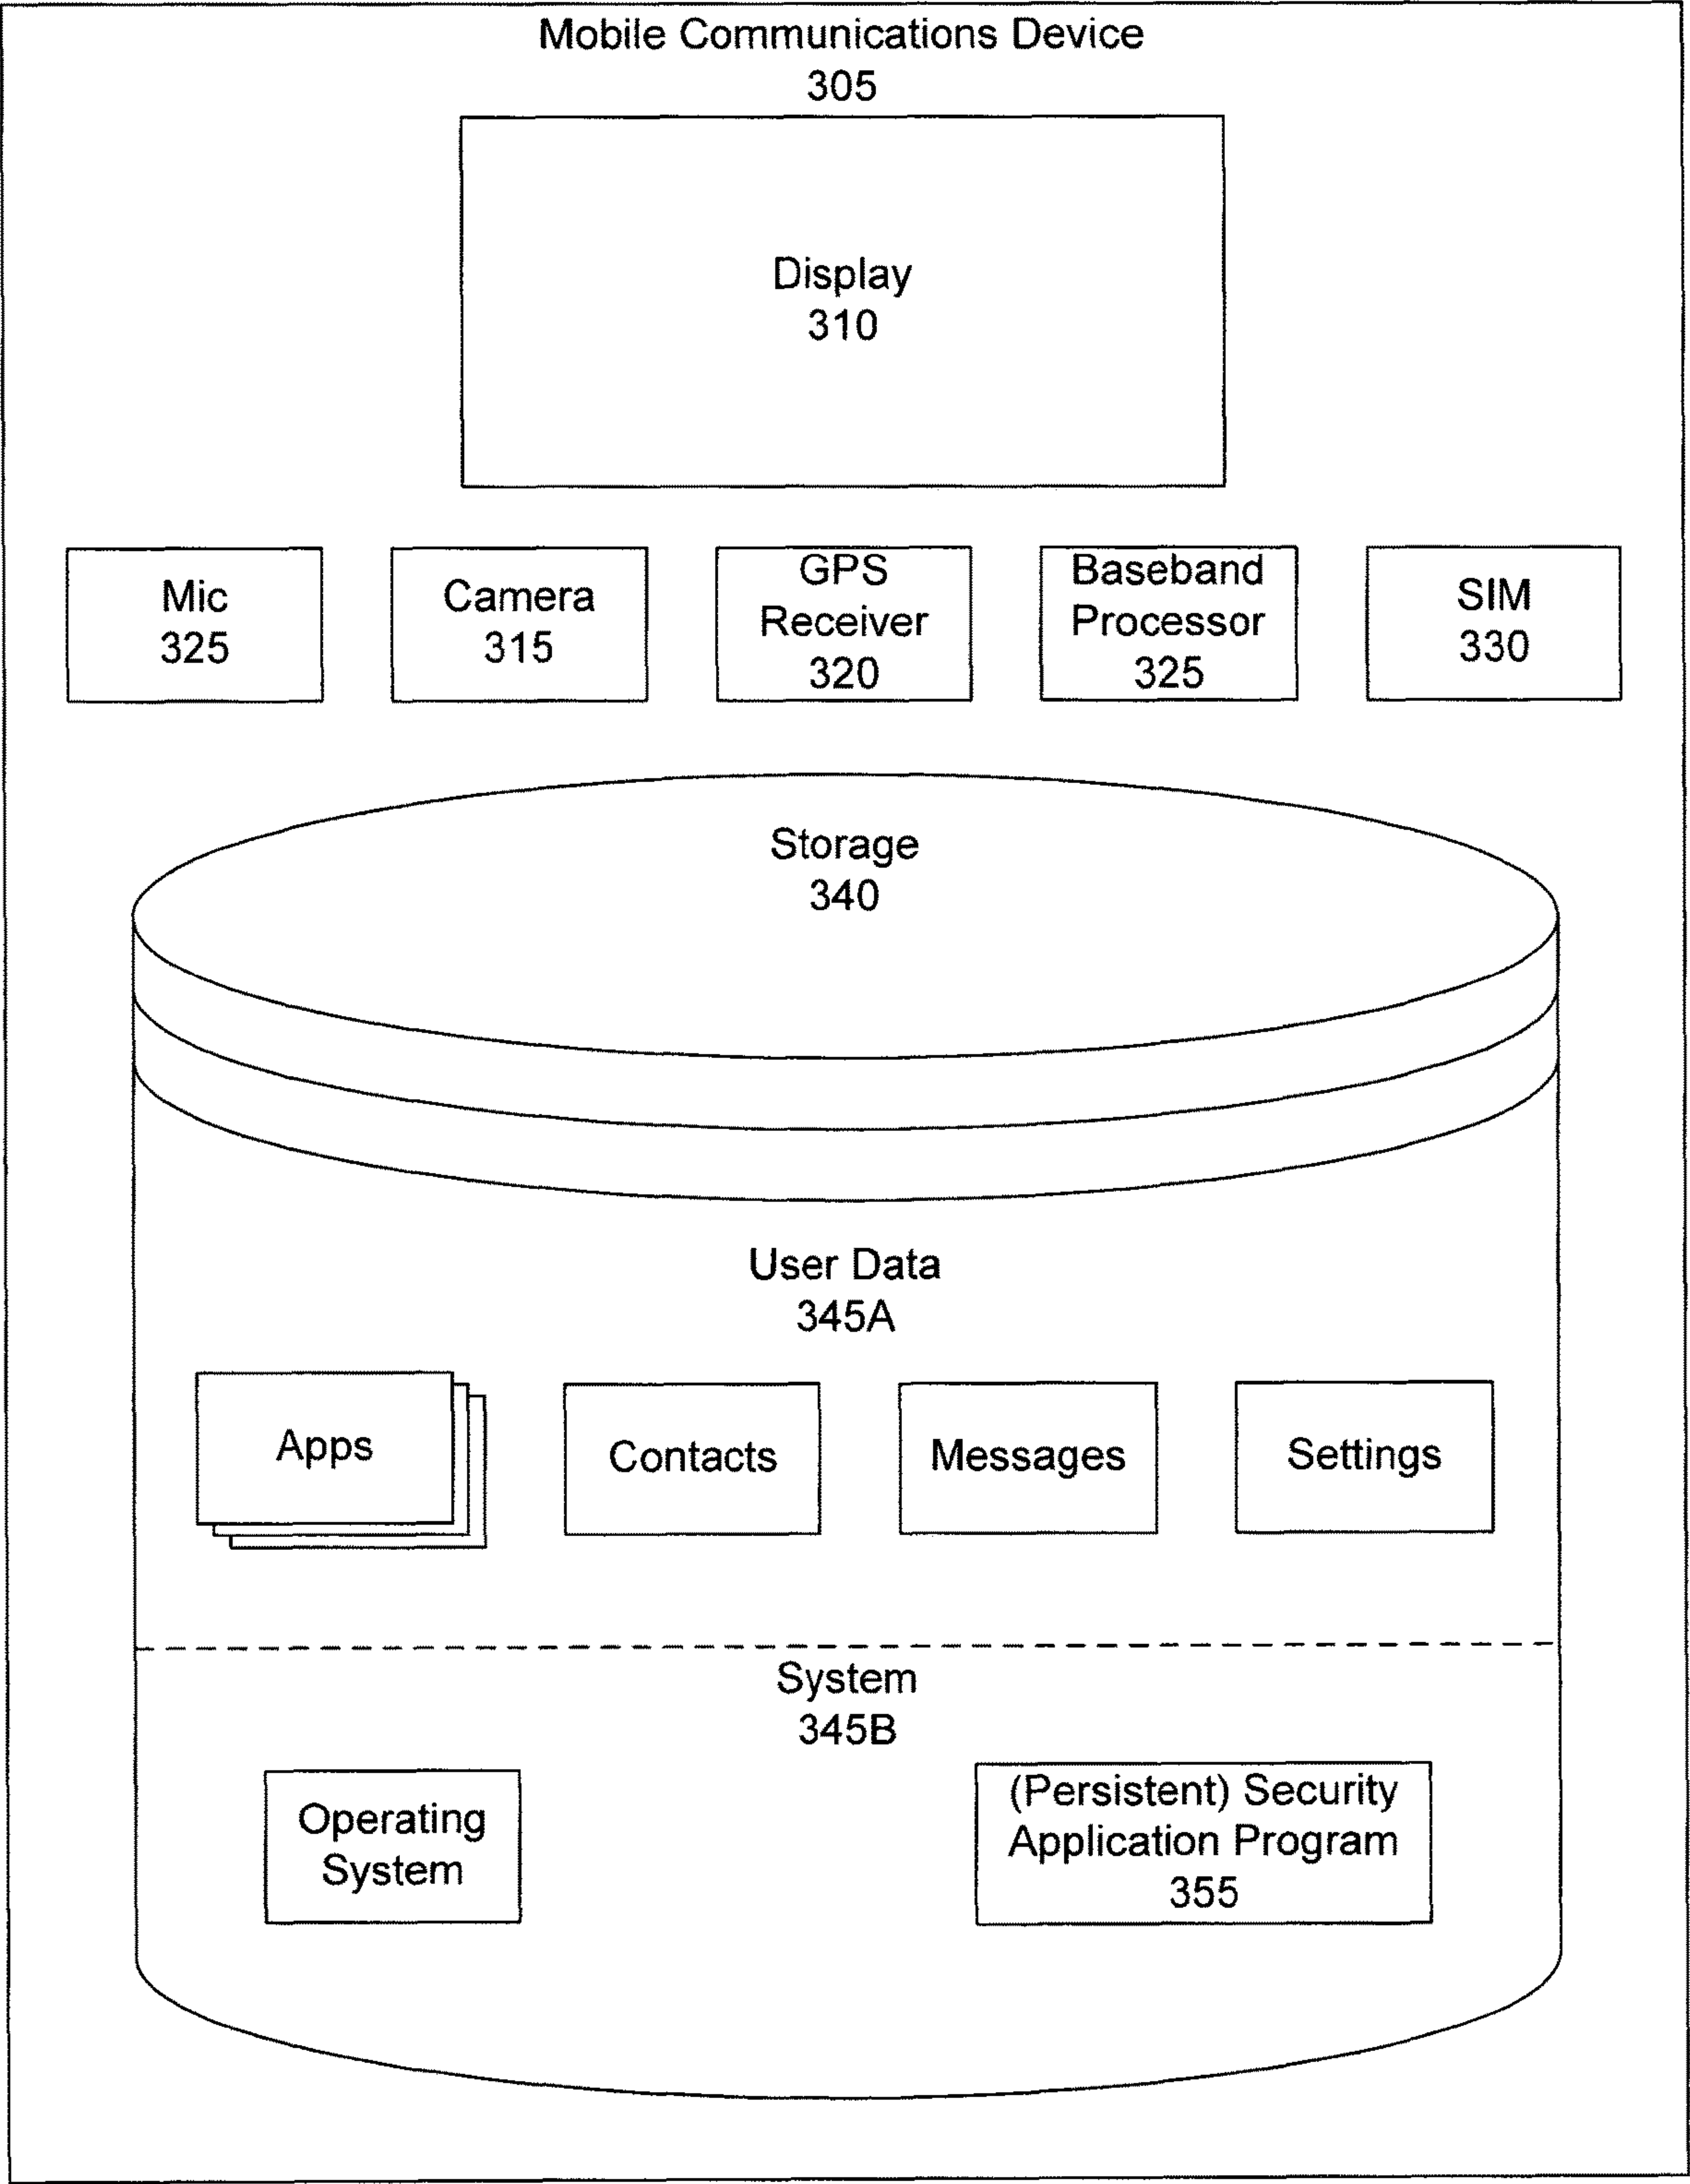 Mobile Communications Device
305
Display
310
Mic
325
Camera
315
GPS
Receiver
320
Baseband
Processor
325
SIM
330
Storage
340
User Data
345A
Apps
Contacts
Messages
Settings
System
345B
Operating
System
(Persistent) Security
Application Program
355